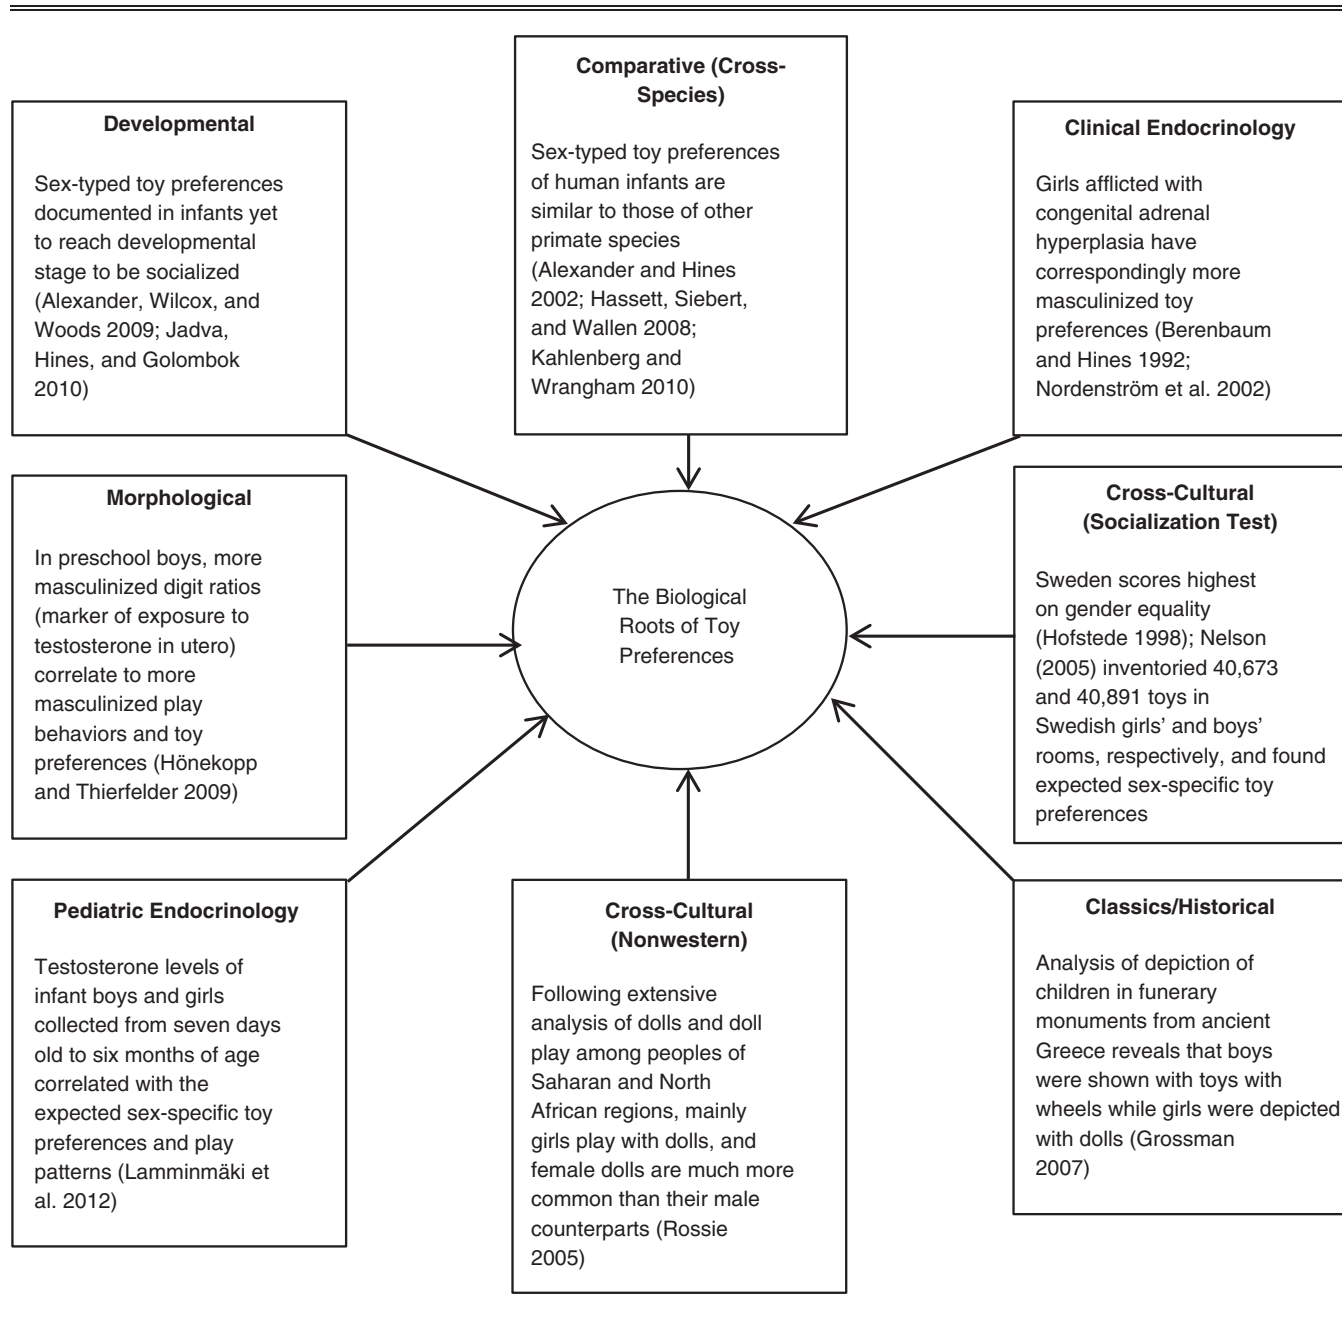 Comparative (Cross-
Species)
Sex-typed toy preferences
of human infants are
similar to those of other
primate species
(Alexander and Hines
2002; Hassett, Siebert,
and Wallen 2008;
Kahlenberg and
Wrangham 2010)
Developmental
Sex-typed toy preferences
documented in infants yet
to reach developmental
stage to be socialized
(Alexander, Wilcox, and
Woods 2009; Jadva,
Hines, and Golombok
2010)
Clinical Endocrinology
Girls afflicted with
congenital adrenal
hyperplasia have
correspondingly more
masculinized toy
preferences (Berenbaum
and Hines 1992;
Nordenström et al. 2002)
Morphological
In preschool boys, more
masculinized digit ratios
(marker of exposure to
testosterone in utero)
correlate to more
masculinized play
behaviors and toy
preferences (Hönekopp
and Thierfelder 2009)
The Biological
Roots of Toy
Preferences
Cross-Cultural
(Socialization Test)
Sweden scores highest
on gender equality
(Hofstede 1998); Nelson
(2005) inventoried 40,673
and 40,891 toys in
Swedish girls’ and boys’
rooms, respectively, and found
expected sex-specific toy
preferences
Pediatric Endocrinology
Testosterone levels of
infant boys and girls
collected from seven days
old to six months of age
correlated with the
expected sex-specific toy
preferences and play
patterns (Lamminmäki et
al. 2012)
Cross-Cultural
(Nonwestern)
Following extensive
analysis of dolls and doll
play among peoples of
Saharan and North
African regions, mainly
girls play with dolls, and
female dolls are much more
common than their male
counterparts (Rossie
2005)
Classics/Historical
Analysis of depiction of
children in funerary
monuments from ancient
Greece reveals that boys
were shown with toys with
wheels while girls were depicted
with dolls (Grossman
2007)